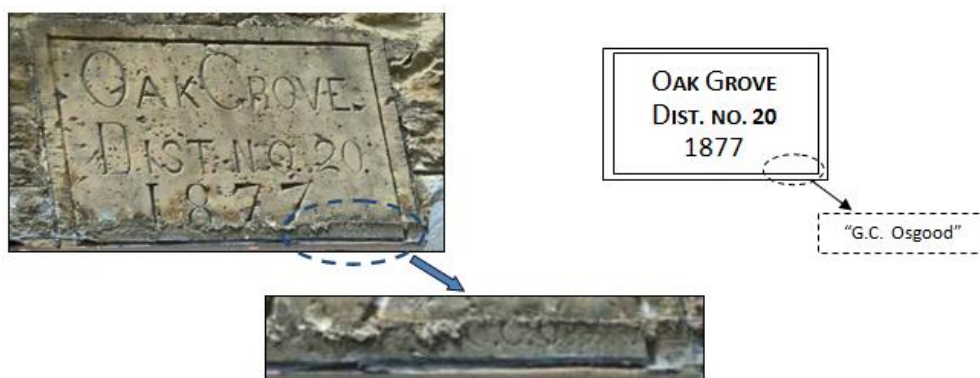 OAK GROVE.
DIST. NO. 20.
1877
OAK GROVE
DIST. NO. 20
1877
"G.C. Osgood"